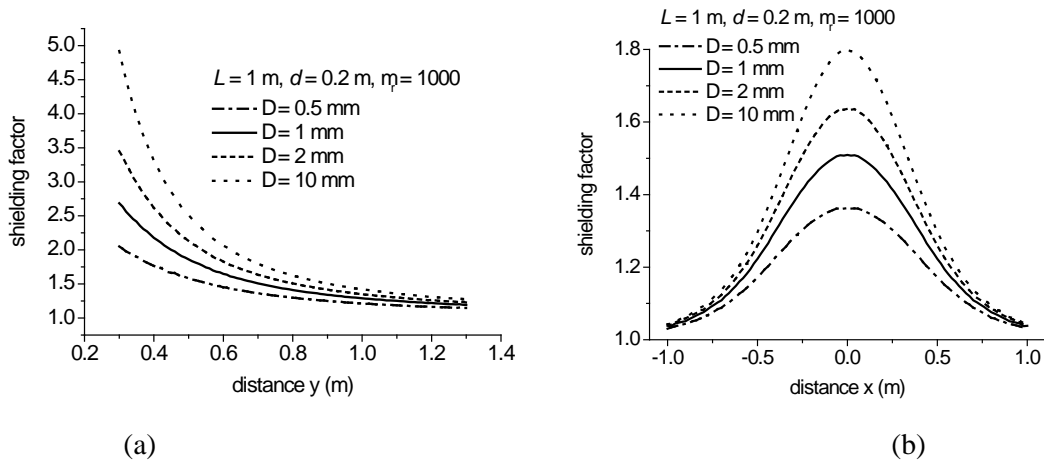 L = 1 m, d = 0.2 m, mr = 1000
D= 0.5 mm
D= 1 mm
D= 2 mm
D= 10 mm
5.0
4.5
4.0
3.5
3.0
2.5
2.0
1.5
1.0
shielding factor
0.2 0.4 0.6 0.8 1.0 1.2 1.4
distance y (m)
(a)
L = 1 m, d = 0.2 m, mr = 1000
D= 0.5 mm
D= 1 mm
D= 2 mm
D= 10 mm
1.8
1.6
1.4
1.2
1.0
shielding factor
-1.0 -0.5 0.0 0.5 1.0
distance x (m)
(b)